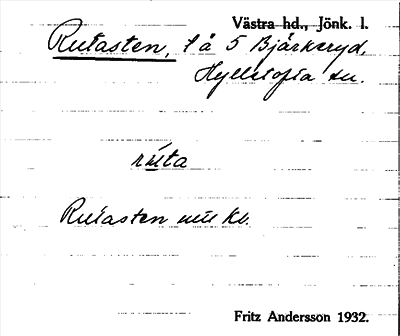 Västra hd., Jönk. l.
Rutasten, l å 5 Bjärkeryd,
Hylletofta sn.
rúta
Rutasten
Fritz Andersson 1932.